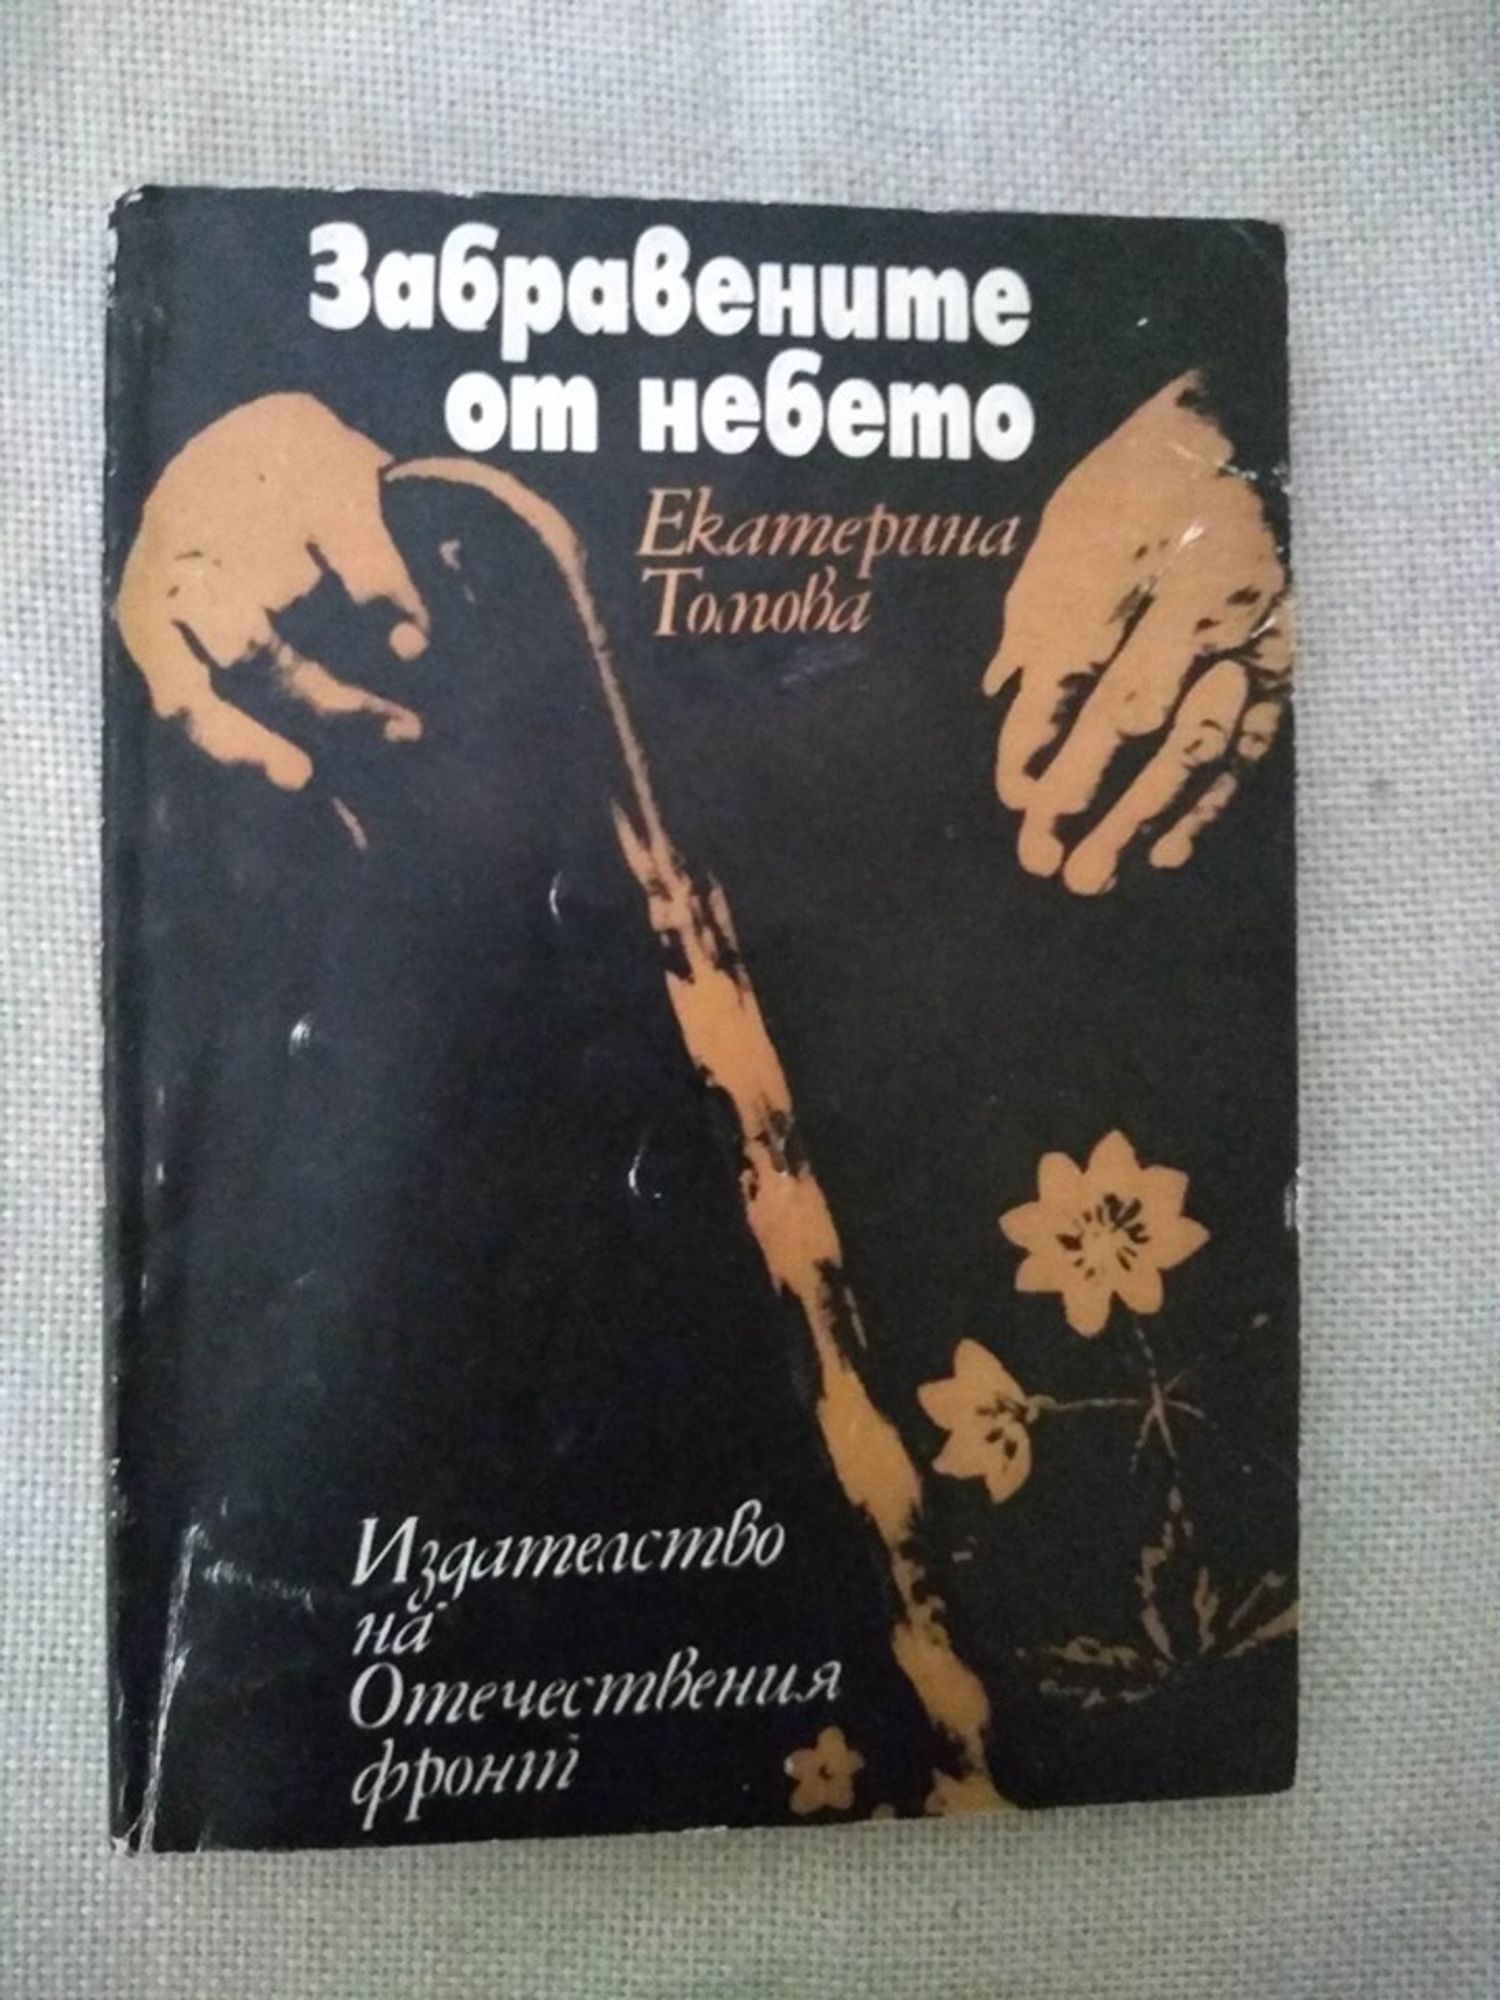 Забравените
от небето
Екатерина
Томова
Издателство
на
Отечествения
фронт